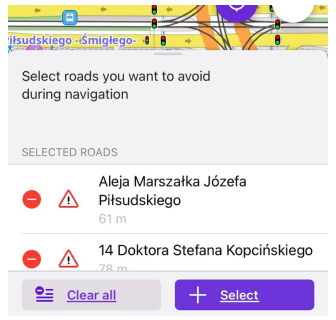 iłsudskiego - Śmigłego-
Select roads you want to avoid
during navigation
SELECTED ROADS
Aleja Marszałka Józefa
Piłsudskiego
61 m
14 Doktora Stefana Kopcińskiego
78 m
Clear all
Select